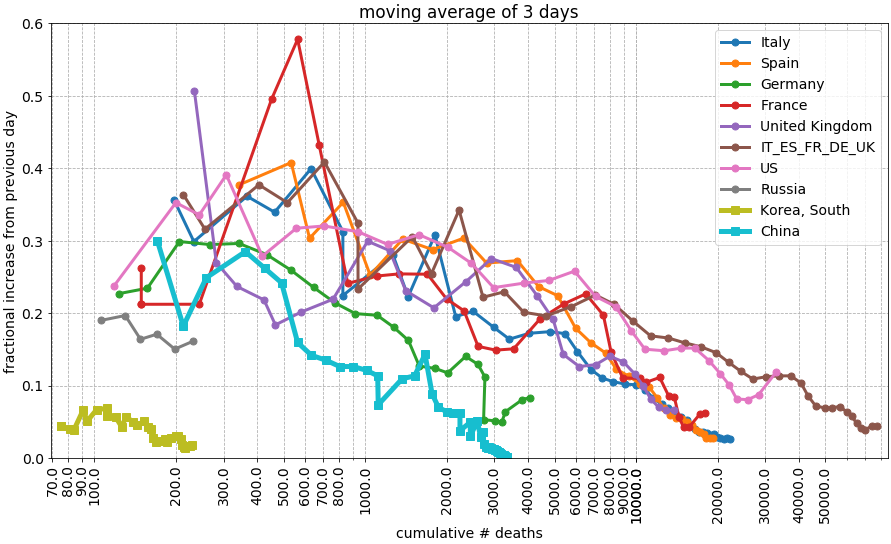 moving average of 3 days
fractional increase from previous day
0.6
0.5
0.4
0.3
0.2
0.1
0.0
Italy
Spain
Germany
France
United Kingdom
IT_ES_FR_DE_UK
US
Russia
Korea, South
China
70.0
80.0
90.0
100.0
200.0
300.0
400.0
500.0
600.0
700.0
800.0
1000.0
2000.0
3000.0
4000.0
5000.0
6000.0
7000.0
8000.0
9000.0
10000.0
20000.0
30000.0
40000.0
50000.0
cumulative # deaths